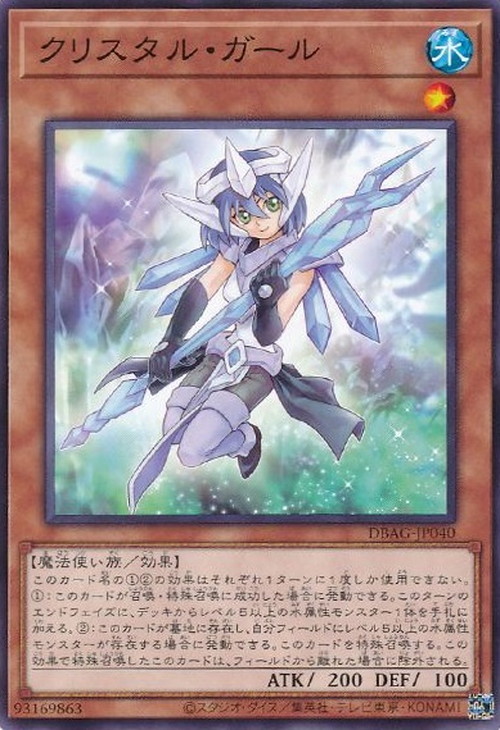 クリスタル・ガール
水
DBAG-JP040
【魔法使い族／効果】
このカード名の①②の効果はそれぞれ1ターンに1度しか使用できない。
①：このカードが召喚・特殊召喚に成功した場合に発動できる。このターンの
エンドフェイズに、デッキからレベル5以上の水属性モンスター1体を手札に
加える。②：このカードが墓地に存在し、自分フィールドにレベル5以上の水属性
モンスターが存在する場合に発動できる。このカードを特殊召喚する。この
効果で特殊召喚したこのカードは、フィールドから離れた場合に除外される。
ATK/ 200 DEF/ 100
93169863
©スタジオ・ダイス／集英社・テレビ東京・KONAMI